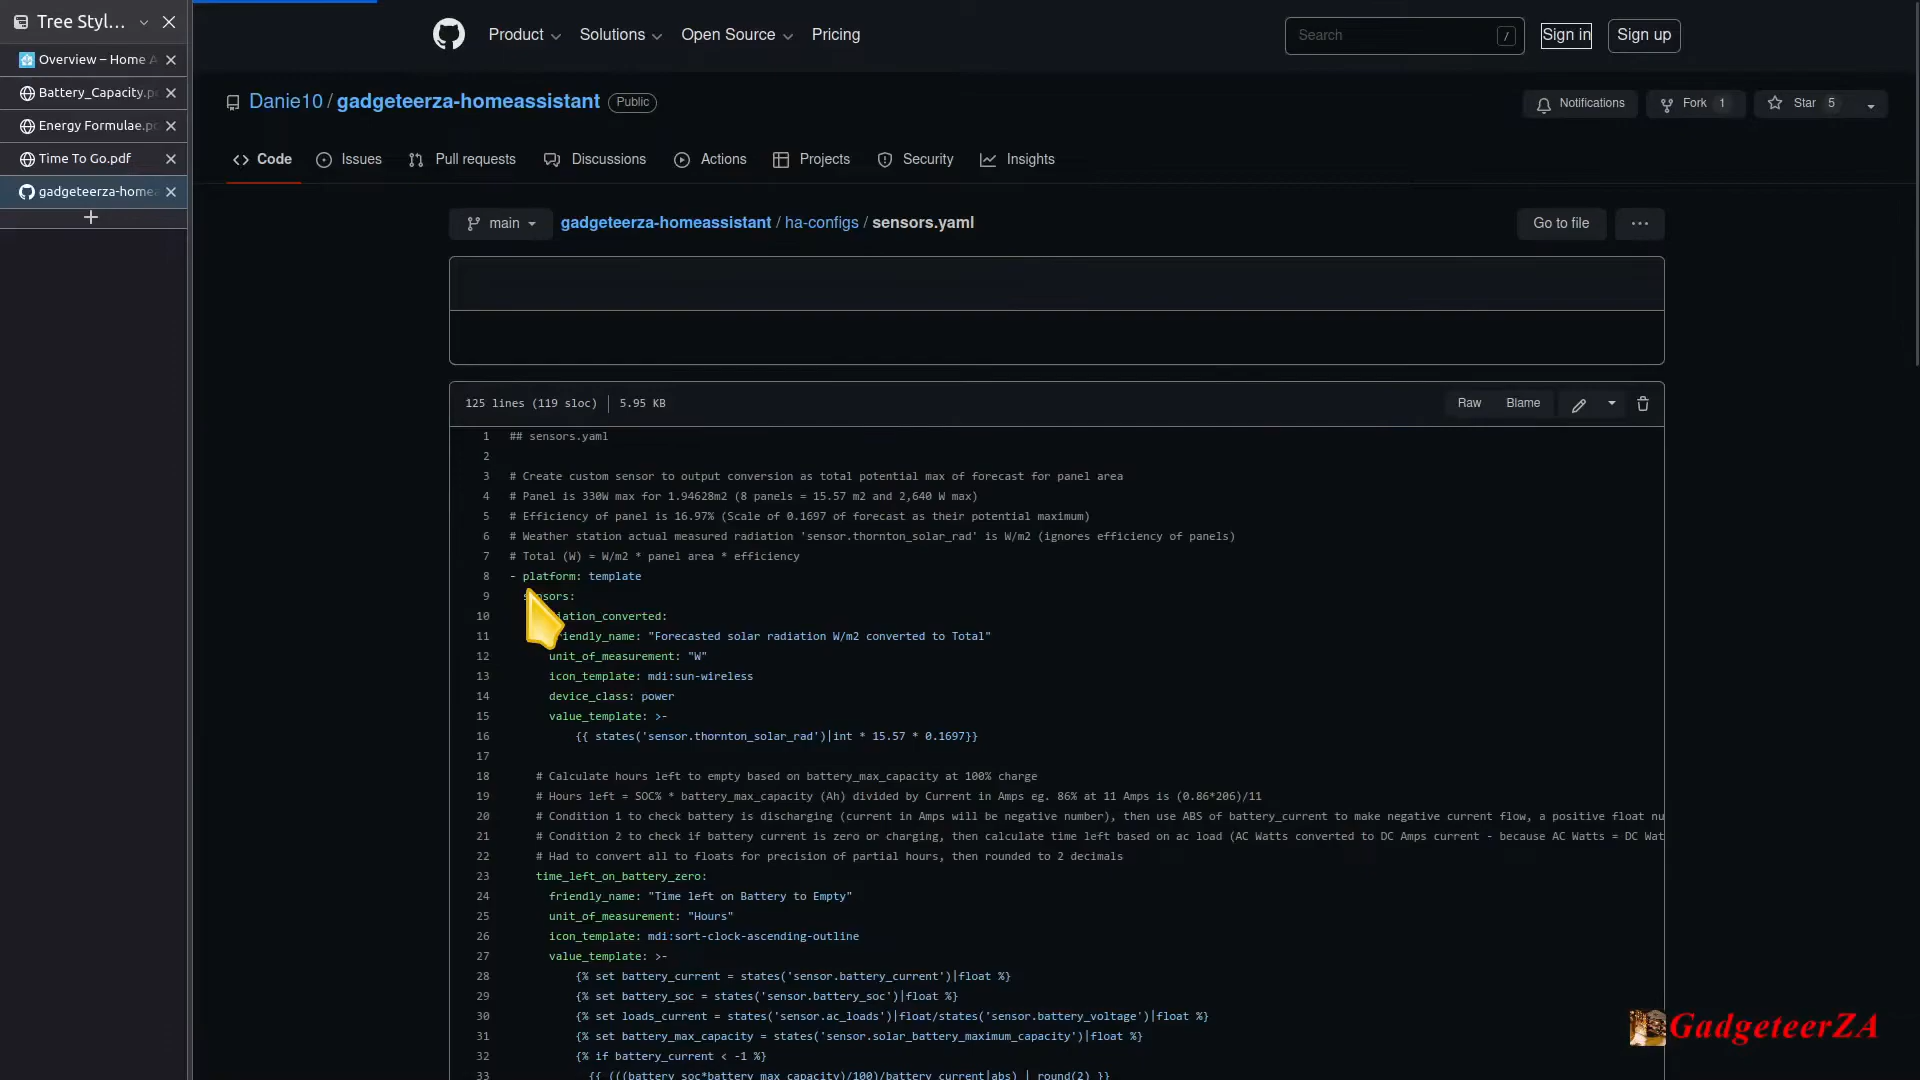 Tree Styl...
Overview – Home A
Battery_Capacity.p
Energy Formulae.p
Time To Go.pdf
gadgeteerza-home
Product
Solutions
Open Source
Pricing
Search
/
Sign in
Sign up
Danie10 / gadgeteerza-homeassistant
Public
Notifications
Fork 1
Star 5
Code
Issues
Pull requests
Discussions
Actions
Projects
Security
Insights
main
gadgeteerza-homeassistant / ha-configs / sensors.yaml
Go to file
...
125 lines (119 sloc)
5.95 KB
Raw
Blame
1 ## sensors.yaml
2
3 # Create custom sensor to output conversion as total potential max of forecast for panel area
4 # Panel is 330W max for 1.94628m2 (8 panels = 15.57 m2 and 2,640 W max)
5 # Efficiency of panel is 16.97% (Scale of 0.1697 of forecast as their potential maximum)
6 # Weather station actual measured radiation 'sensor.thornton_solar_rad' is W/m2 (ignores efficiency of panels)
7 # Total (W) = W/m2 * panel area * efficiency
8 - platform: template
9 sensors:
10 iation_converted:
11 friendly_name: "Forecasted solar radiation W/m2 converted to Total"
12 unit_of_measurement: "W"
13 icon_template: mdi:sun-wireless
14 device_class: power
15 value_template: >-
16 {{ states('sensor.thornton_solar_rad')|int * 15.57 * 0.1697}}
17
18 # Calculate hours left to empty based on battery_max_capacity at 100% charge
19 # Hours left = SOC% * battery_max_capacity (Ah) divided by Current in Amps eg. 86% at 11 Amps is (0.86*206)/11
20 # Condition 1 to check battery is discharging (current in Amps will be negative number), then use ABS of battery_current to make negative current flow, a positive float nu
21 # Condition 2 to check if battery current is zero or charging, then calculate time left based on ac load (AC Watts converted to DC Amps current - because AC Watts = DC Wat
22 # Had to convert all to floats for precision of partial hours, then rounded to 2 decimals
23 time_left_on_battery_zero:
24 friendly_name: "Time left on Battery to Empty"
25 unit_of_measurement: "Hours"
26 icon_template: mdi:sort-clock-ascending-outline
27 value_template: >-
28 {% set battery_current = states('sensor.battery_current')|float %}
29 {% set battery_soc = states('sensor.battery_soc')|float %}
30 {% set loads_current = states('sensor.ac_loads')|float/states('sensor.battery_voltage')|float %}
31 {% set battery_max_capacity = states('sensor.solar_battery_maximum_capacity')|float %}
32 {% if battery_current < -1 %}
33 {{ (((battery_soc*battery_max_capacity)/100)/battery_current|abs) | round(2) }}
GadgeteerZA